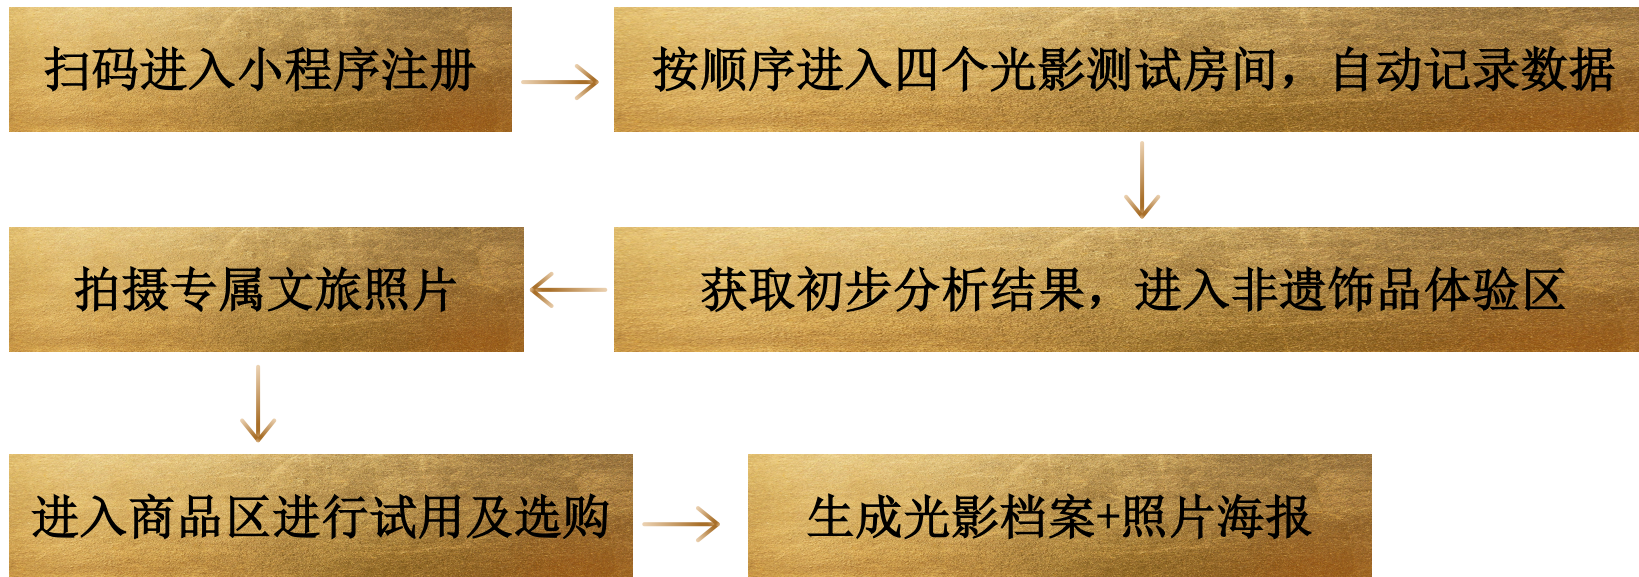 扫码进入小程序注册
按顺序进入四个光影测试房间，自动记录数据
获取初步分析结果，进入非遗饰品体验区
拍摄专属文旅照片
进入商品区进行试用及选购
生成光影档案+照片海报